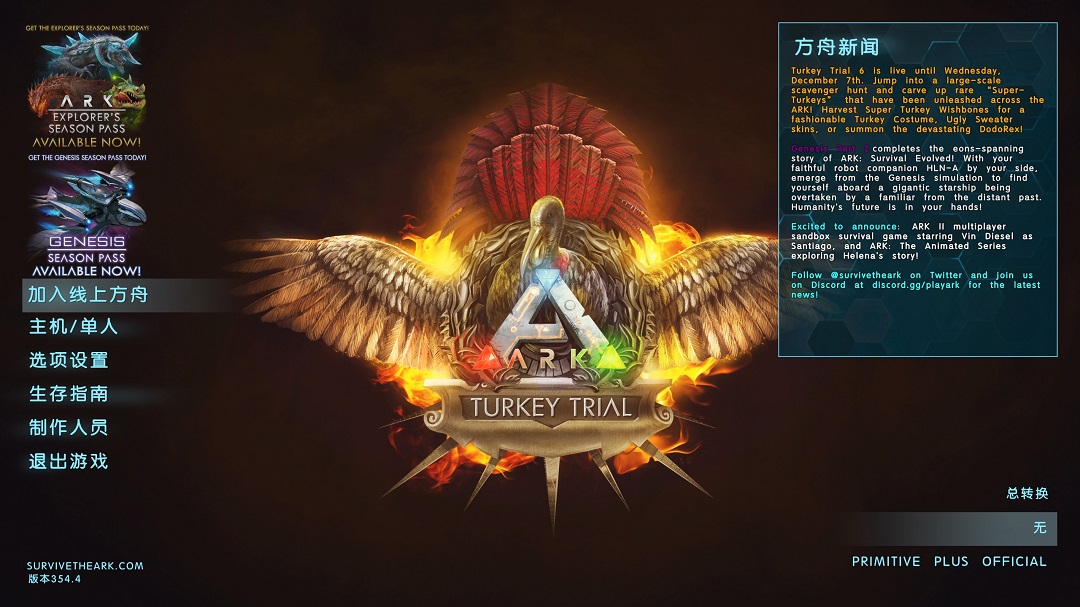 GET THE EXPLORER'S SEASON PASS TODAY!
ARK
EXPLORER'S
SEASON PASS
AVAILABLE NOW!
GET THE GENESIS SEASON PASS TODAY!
GENESIS
SEASON PASS
AVAILABLE NOW!
加入线上方舟
主机/单人
选项设置
生存指南
制作人员
退出游戏
SURVIVETHEARK.COM
版本354.4
ARK
TURKEY TRIAL
方舟新闻
Turkey Trial 6 is live until Wednesday,
December 7th. Jump into a large-scale
scavenger hunt and carve up rare "Super-
Turkeys" that have been unleashed across the
ARK! Harvest Super Turkey Wishbones for a
fashionable Turkey Costume, Ugly Sweater
skins, or summon the devastating DodoRex!
Genesis Part 2 completes the eons-spanning
story of ARK: Survival Evolved! With your
faithful robot companion HLN-A by your side,
emerge from the Genesis simulation to find
yourself aboard a gigantic starship being
overtaken by a familiar from the distant past.
Humanity's future is in your hands!
Excited to announce: ARK II multiplayer
sandbox survival game starring Vin Diesel as
Santiago, and ARK: The Animated Series
exploring Helena's story!
Follow @survivetheark on Twitter and join us
on Discord at discord.gg/playark for the latest
news!
总转换
无
PRIMITIVE PLUS OFFICIAL